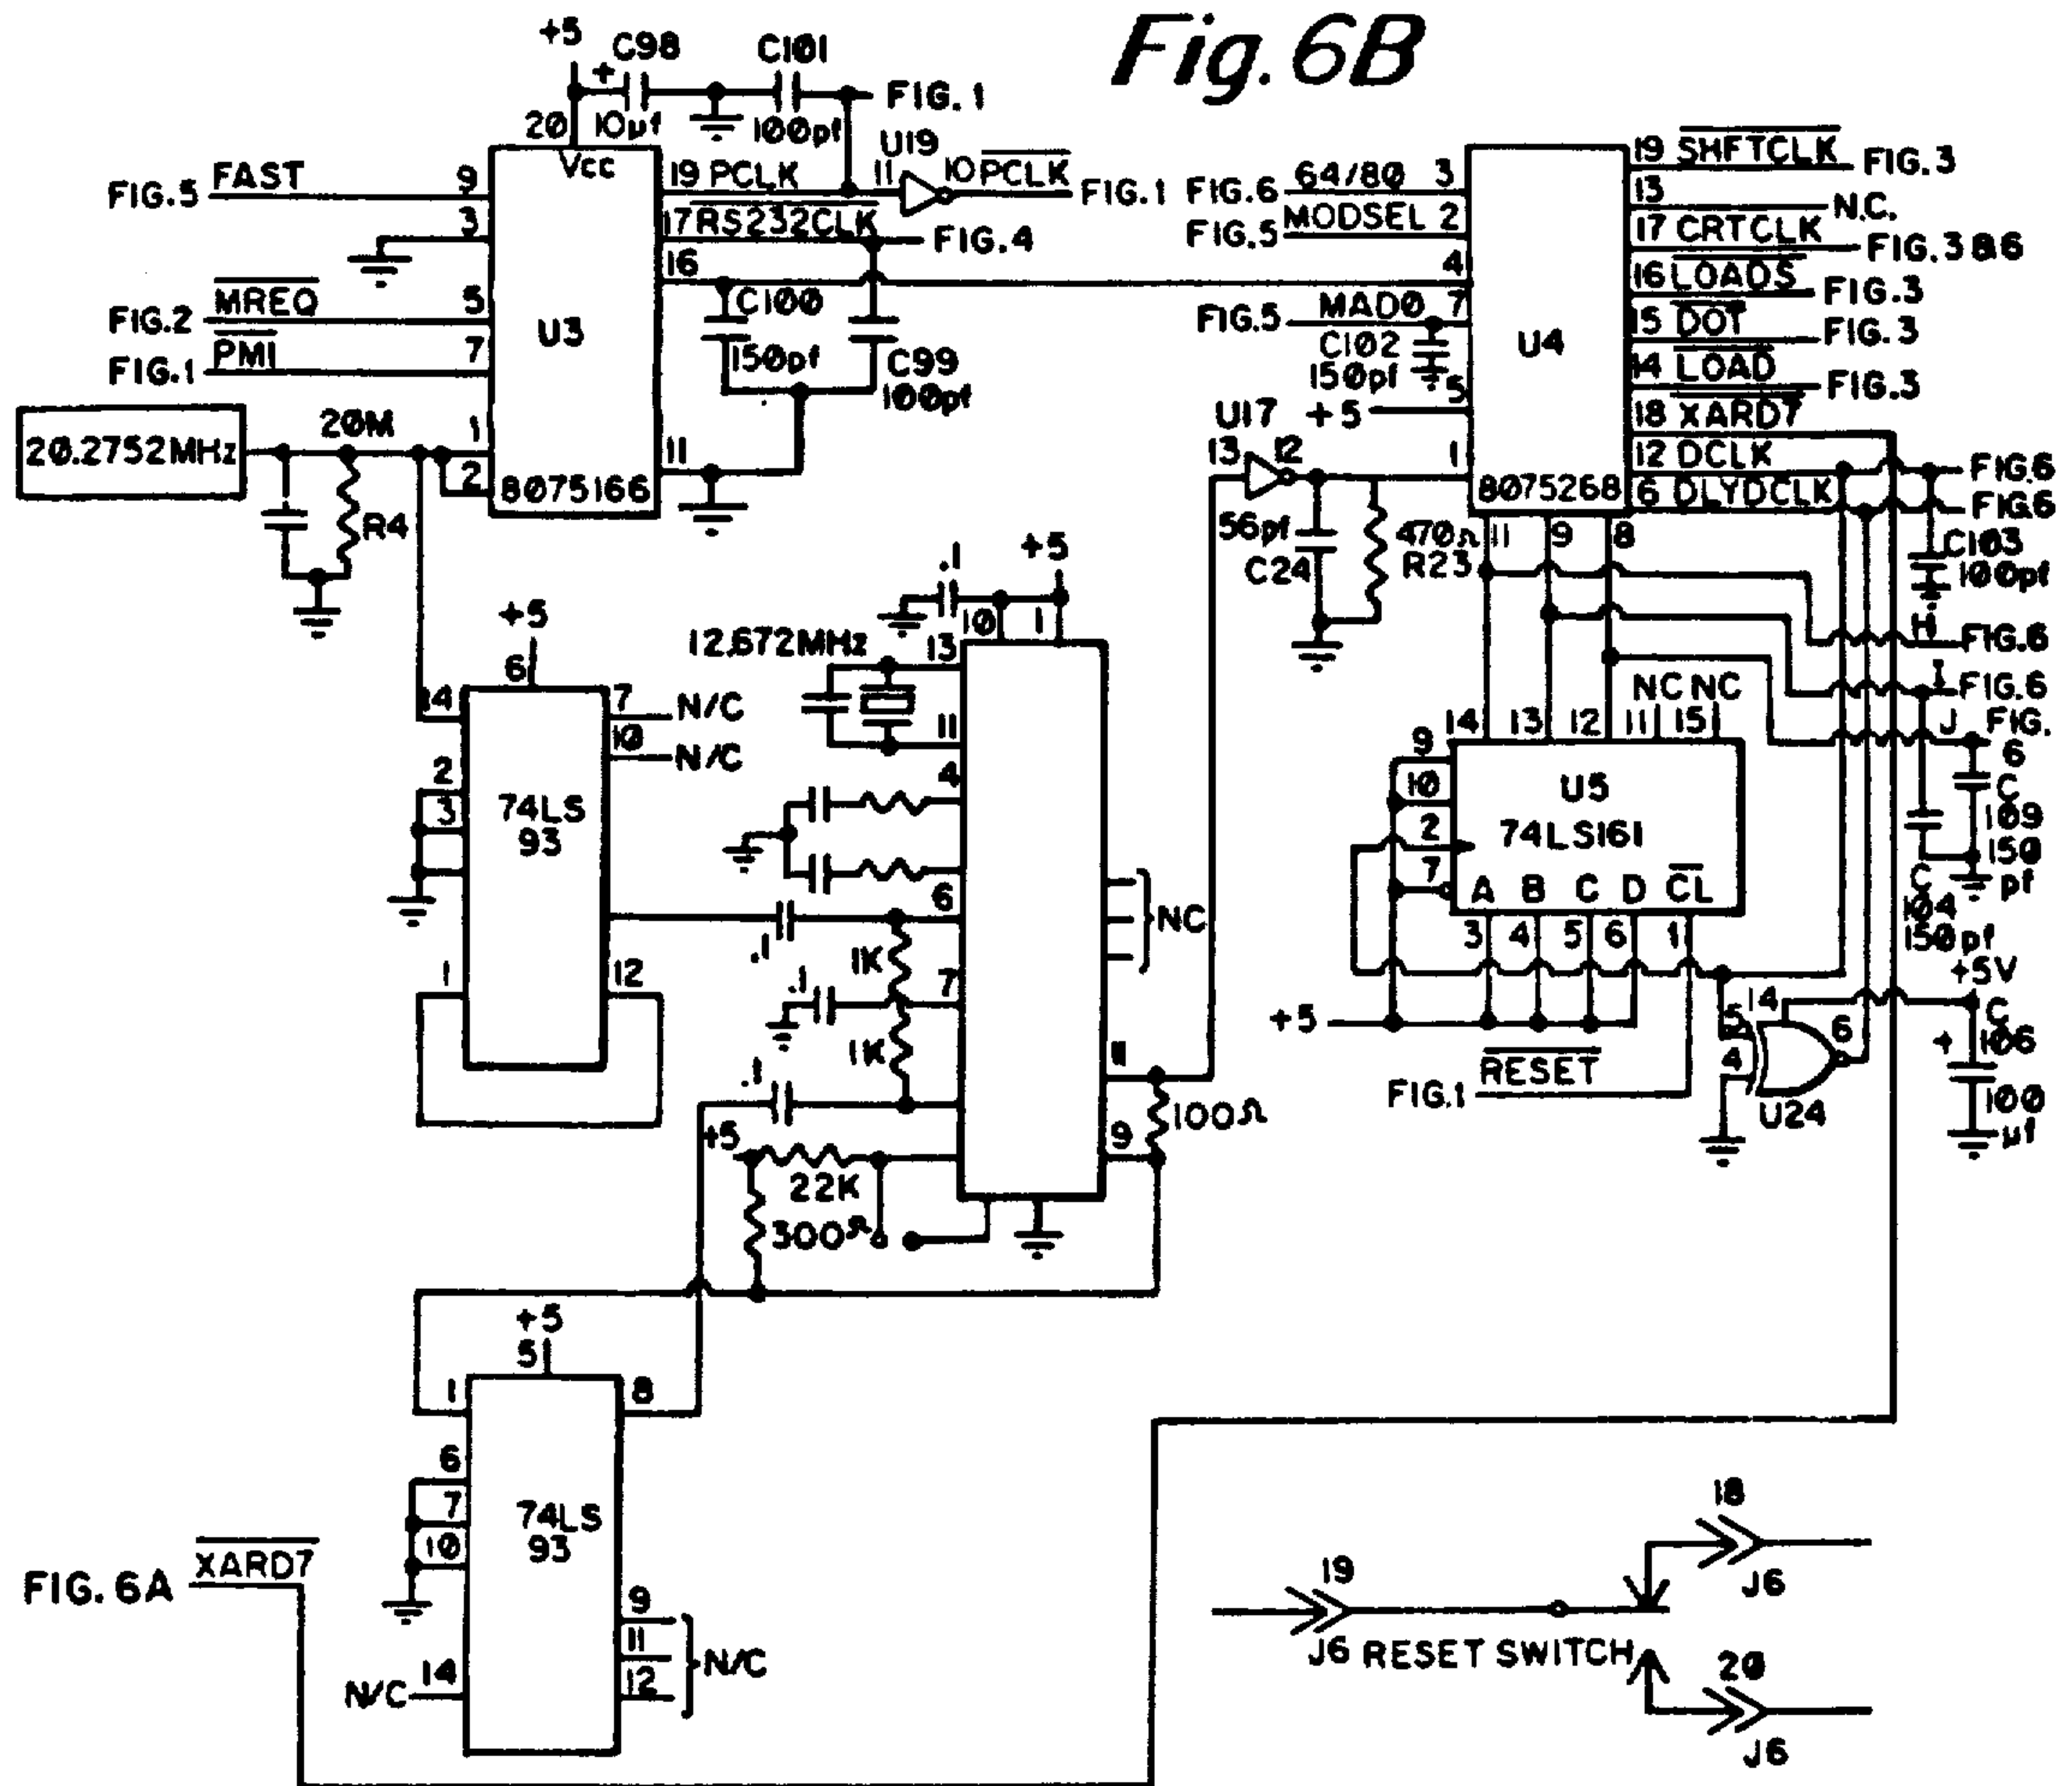 Fig. 6B
+5
C98
C101
+
FIG. 1
20
10µf
100pf
U19
Vcc
FAST
FIG. 5
9
19 PCLK
11
10 PCLK
FIG. 1
3
17 RS232CLK
FIG. 4
16
MREQ
FIG. 2
5
U3
C100
150pf
C99
100pf
PMI
FIG. 1
7
20.2752MHz
20M
1
2
11
8075166
R4
FIG. 6
64/80
3
MODSEL 2
FIG. 5
4
MADO
7
FIG. 5
C102
150pf
5
+5
U4
U17
13
12
1
8075268
56pf
C24
470Ω
R23
11
9
8
19 SHFTCLK
FIG. 3
13
N.C.
17 CRTCLK
FIG. 3&6
16 LOADS
FIG. 3
15 DOT
FIG. 3
14 LOAD
FIG. 3
18 XARD7
12 DCLK
FIG. 6
6 DLYDCLK
FIG. 6
C103
100pf
H
FIG. 6
I
FIG. 6
J FIG.
6
C
109
150
pf
C
104
150pf
+5
6
14
7
N/C
10
N/C
2
3
74LS
93
1
12
.1
+5
10
1
12.672MHz
13
11
4
6
.1
1K
7
.1
1K
.1
NC
11
100Ω
9
+5
22K
300Ω
NC NC
14
13
12
11
15
9
10
2
7
U5
74LS161
A B C D CL
3
4
5
6
1
+5
RESET
FIG. 1
+5V
14
5
4
6
U24
C
106
+
100
µf
+5
5
1
8
6
7
10
74LS
93
9
11
12
N/C
14
N/C
FIG. 6A
XARD7
18
J6
19
J6 RESET SWITCH
20
J6